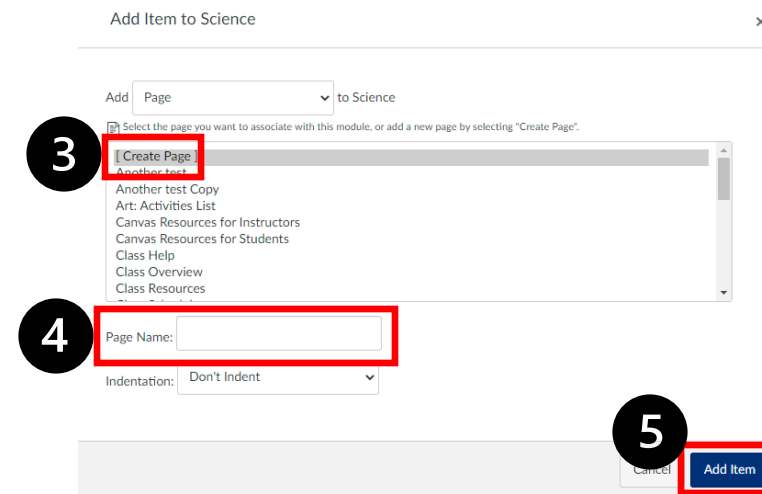 Add Item to Science
×
Add Page to Science
Select the page you want to associate with this module, or add a new page by selecting "Create Page".
3
[ Create Page ]
Another test
Another test Copy
Art: Activities List
Canvas Resources for Instructors
Canvas Resources for Students
Class Help
Class Overview
Class Resources
4
Page Name:
Indentation: Don't Indent
5
Cancel Add Item